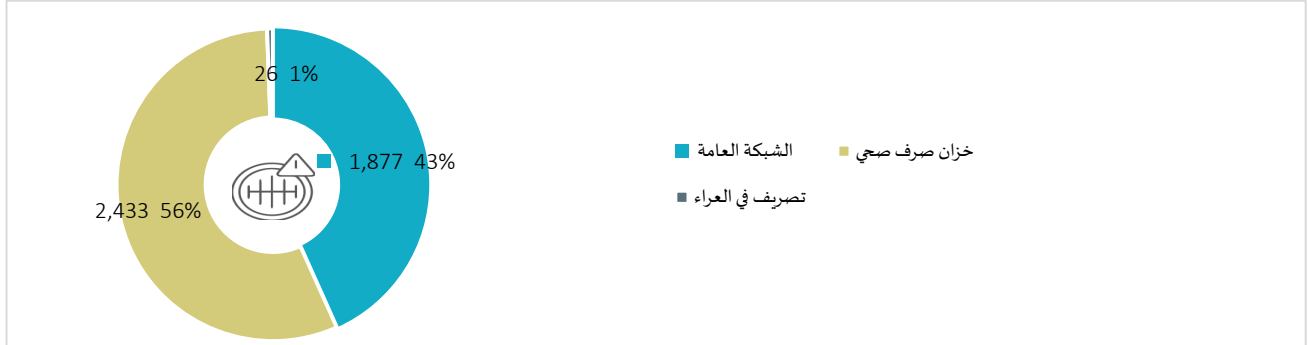 26 1%
1,877 43%
2,433 56%
الشبكة العامة
خزان صرف صحي
تصريف في العراء